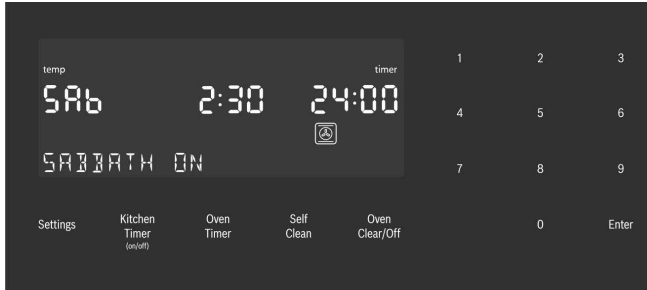 temp timer
SAb 2:30 24:00
SABBATH ON
1 2 3
4 5 6
7 8 9
0 Enter
Settings Kitchen Timer (on/off) Oven Timer Self Clean Oven Clear/Off